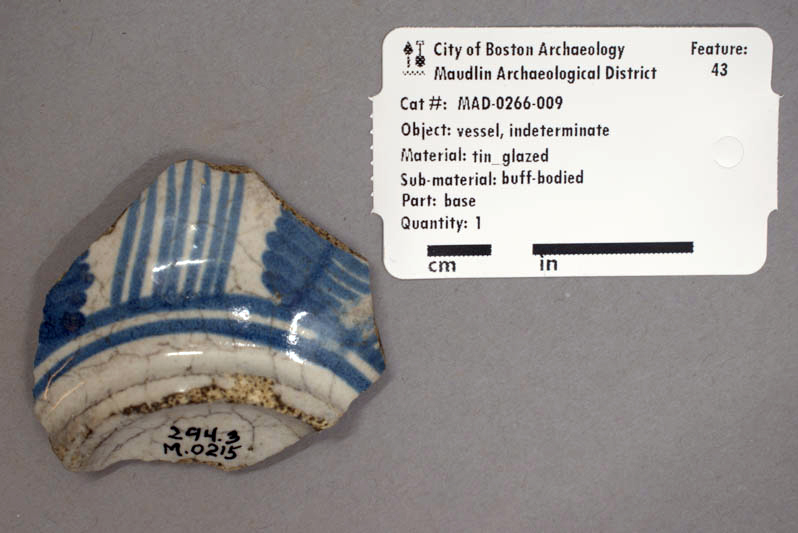 City of Boston Archaeology
Maudlin Archaeological District
Feature:
43
Cat #: MAD-0266-009
Object: vessel, indeterminate
Material: tin_glazed
Sub-material: buff-bodied
Part: base
Quantity: 1
cm
in
294.3
M.0215